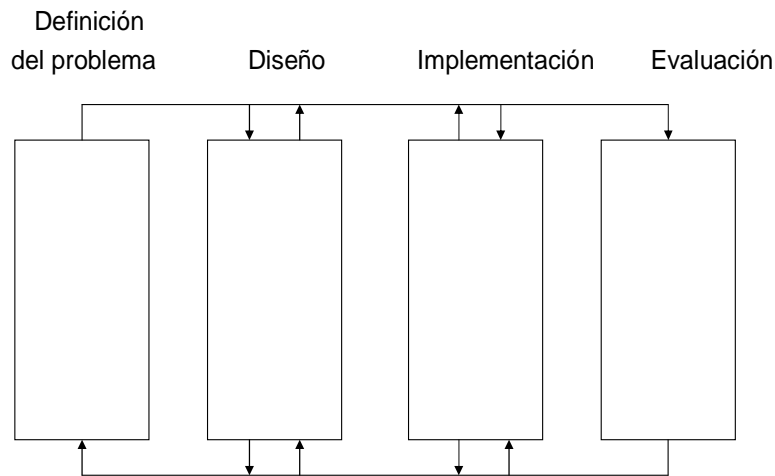 Definición
del problema
Diseño
Implementación
Evaluación